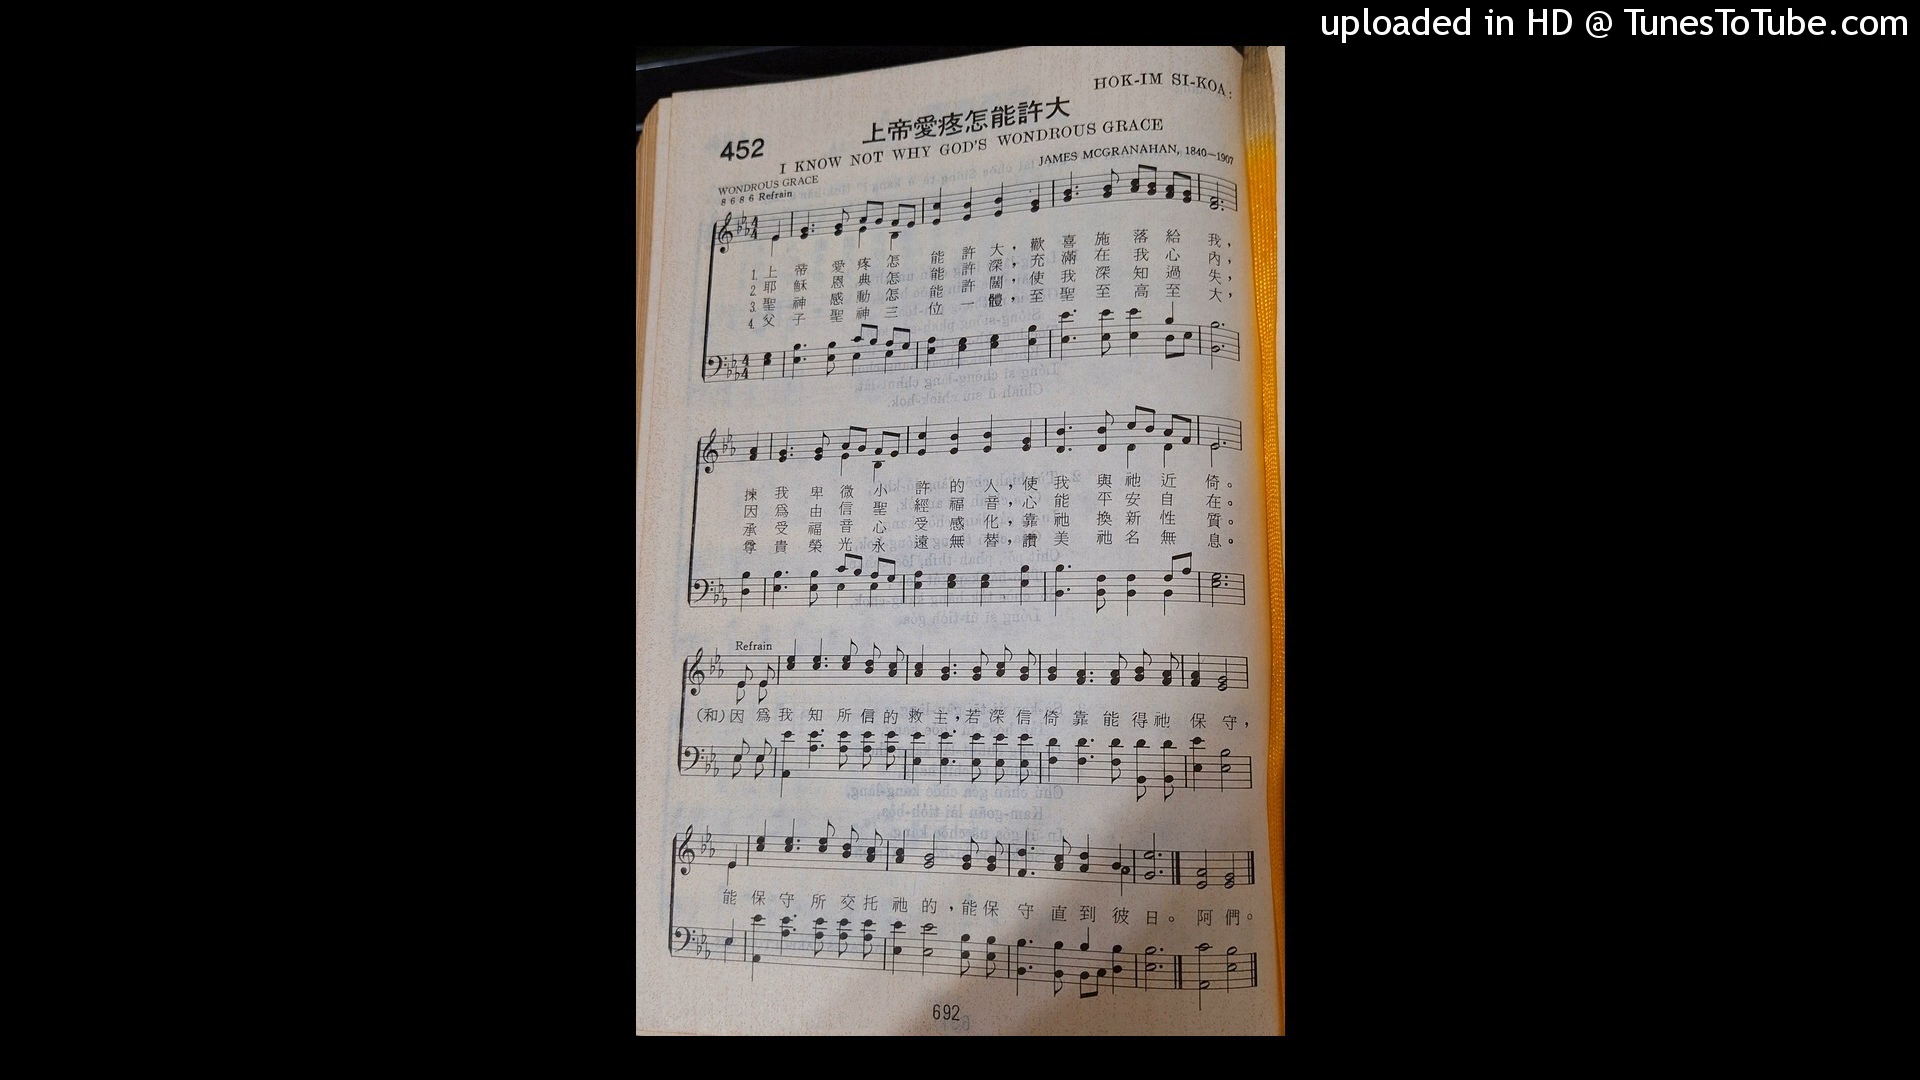 uploaded in HD @ TunesToTube.com
HOK-IM SI-KOA:
452
上帝愛疼怎能許大
I KNOW NOT WHY GOD'S WONDROUS GRACE
WONDROUS GRACE
8 6 8 6 Refrain
JAMES MCGRANAHAN, 1840—1907
1. 上帝愛疼怎能許大，歡喜施落給我，
2. 耶穌恩典怎能許深，充滿在我心內，
3. 聖神感動怎能許闊，使我深知過失，
4. 父子聖神三位一體，至聖至高至大，
揀我卑微小許的人，使我與祂近倚。
因爲由信聖經福音，心能平安自在。
承受福音心受感化，靠祂換新性質。
尊貴榮光永遠無替，讚美祂名無息。
Refrain
(和)因爲我知所信的救主，若深信倚靠能得祂保守，
能保守所交托祂的，能保守直到彼日。阿們。
692